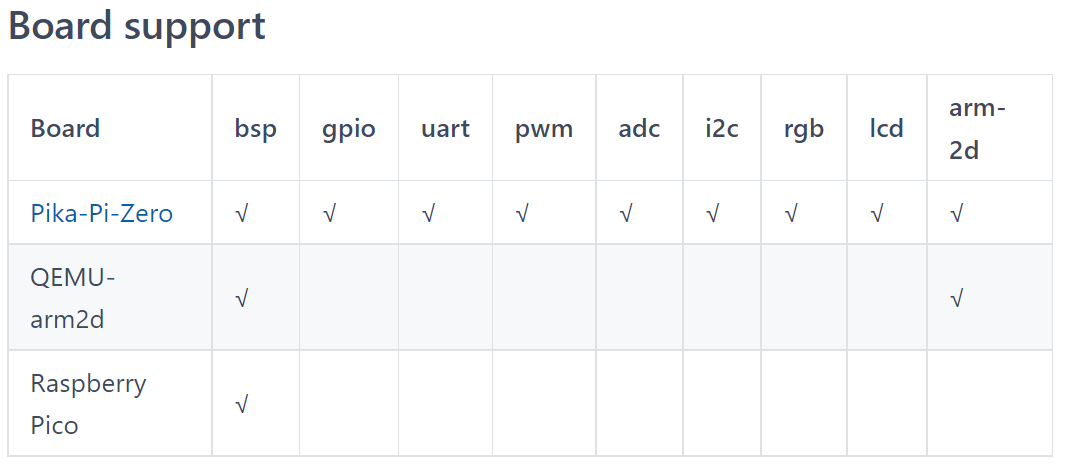 Board support
Board bsp gpio uart pwm adc i2c rgb lcd arm-
2d
Pika-Pi-Zero √ √ √ √ √ √ √ √ √
QEMU-
arm2d √ √
Raspberry
Pico √